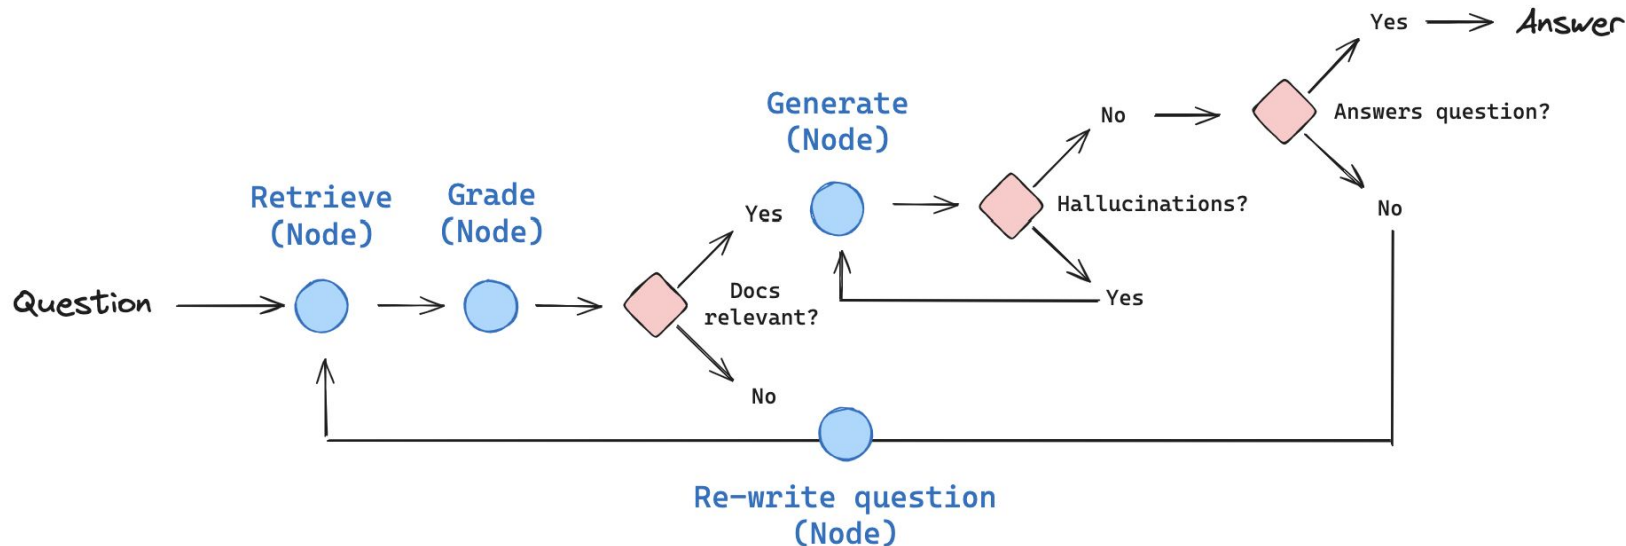 Question
Retrieve
(Node)
Grade
(Node)
Docs
relevant?
Yes
No
Generate
(Node)
Hallucinations?
No
Yes
Answers question?
Yes
Answer
No
Re-write question
(Node)